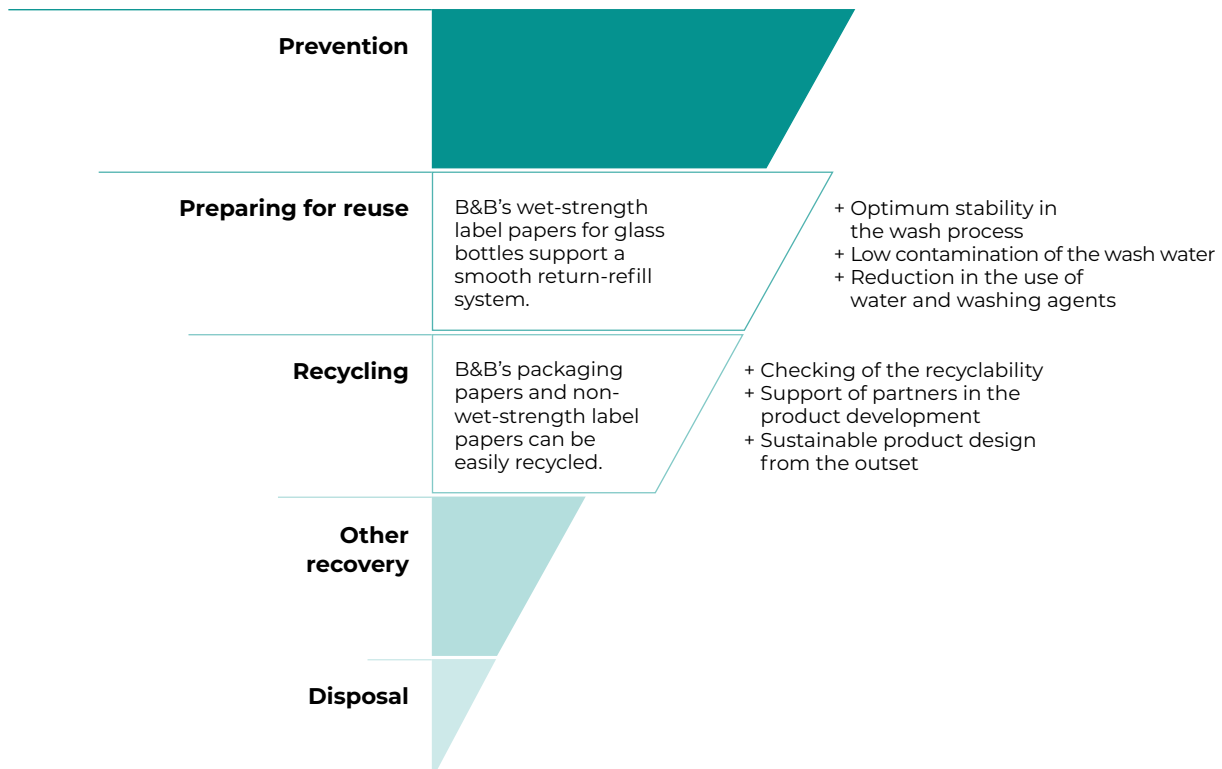 Prevention
Preparing for reuse
B&B's wet-strength
label papers for glass
bottles support a
smooth return-refill
system.
+ Optimum stability in
the wash process
+ Low contamination of the wash water
+ Reduction in the use of
water and washing agents
Recycling
B&B's packaging
papers and non-
wet-strength label
papers can be
easily recycled.
+ Checking of the recyclability
+ Support of partners in the
product development
+ Sustainable product design
from the outset
Other
recovery
Disposal